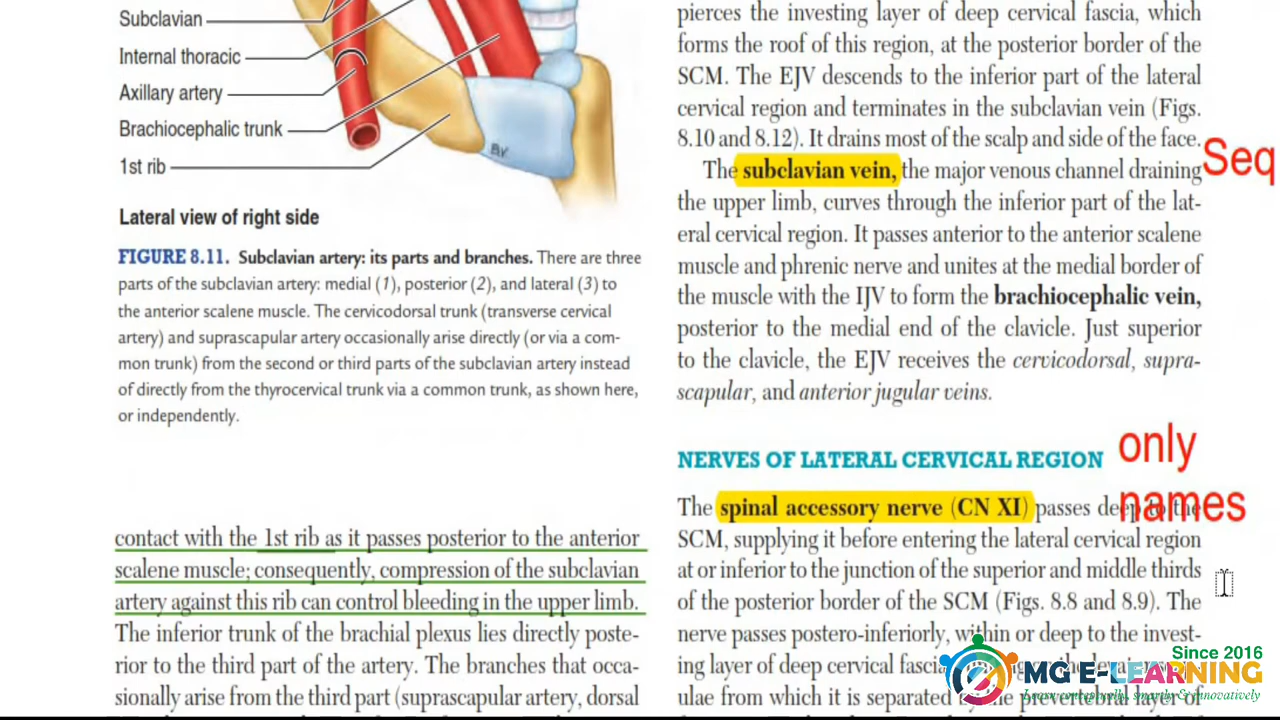 Subclavian
Internal thoracic
Axillary artery
Brachiocephalic trunk
1st rib
Lateral view of right side
FIGURE 8.11. Subclavian artery: its parts and branches. There are three
parts of the subclavian artery: medial (1), posterior (2), and lateral (3) to
the anterior scalene muscle. The cervicodorsal trunk (transverse cervical
artery) and suprascapular artery occasionally arise directly (or via a com-
mon trunk) from the second or third parts of the subclavian artery instead
of directly from the thyrocervical trunk via a common trunk, as shown here,
or independently.
contact with the 1st rib as it passes posterior to the anterior
scalene muscle; consequently, compression of the subclavian
artery against this rib can control bleeding in the upper limb.
The inferior trunk of the brachial plexus lies directly poste-
rior to the third part of the artery. The branches that occa-
sionally arise from the third part (suprascapular artery, dorsal
pierces the investing layer of deep cervical fascia, which
forms the roof of this region, at the posterior border of the
SCM. The EJV descends to the inferior part of the lateral
cervical region and terminates in the subclavian vein (Figs.
8.10 and 8.12). It drains most of the scalp and side of the face.
The subclavian vein, the major venous channel draining
Seq
the upper limb, curves through the inferior part of the lat-
eral cervical region. It passes anterior to the anterior scalene
muscle and phrenic nerve and unites at the medial border of
the muscle with the IJV to form the brachiocephalic vein,
posterior to the medial end of the clavicle. Just superior
to the clavicle, the EJV receives the cervicodorsal, supra-
scapular, and anterior jugular veins.
NERVES OF LATERAL CERVICAL REGION
only
names
The spinal accessory nerve (CN XI) passes deep to the
SCM, supplying it before entering the lateral cervical region
at or inferior to the junction of the superior and middle thirds
of the posterior border of the SCM (Figs. 8.8 and 8.9). The
nerve passes postero-inferiorly, within or deep to the invest-
ing layer of deep cervical fascia
ulae from which it is separated by the prevertebral layer of
Since 2016
MG E-LEARNING
Learn conceptually, smartly & innovatively